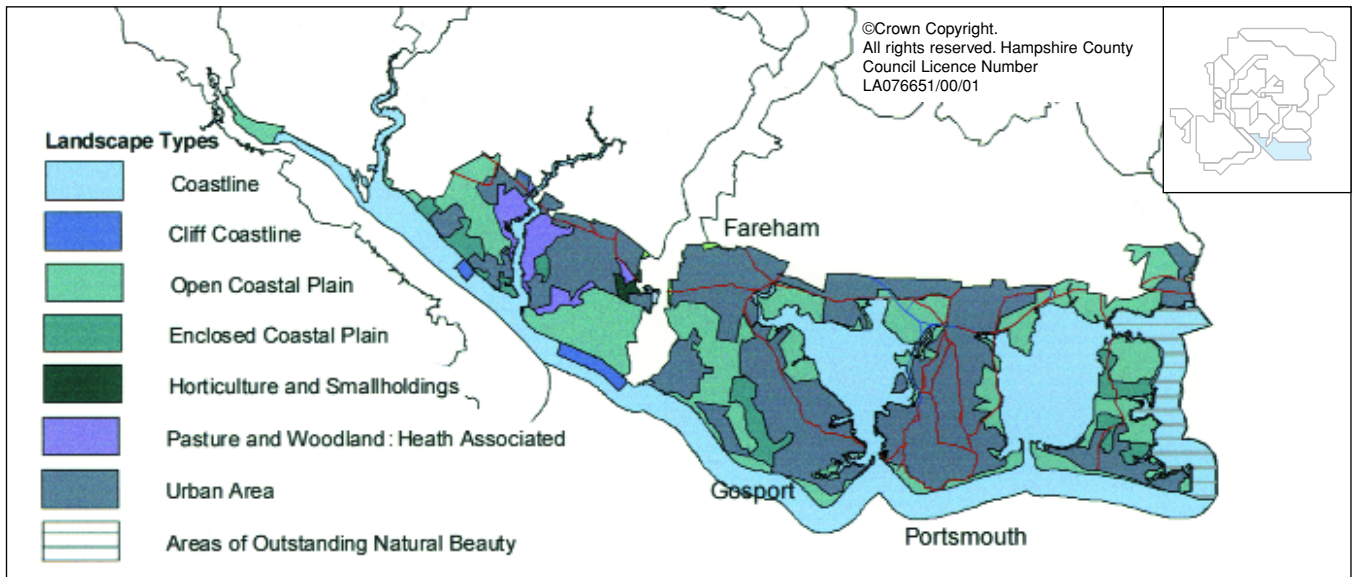 ©Crown Copyright.
All rights reserved. Hampshire County
Council Licence Number
LA076651/00/01
Landscape Types
Coastline
Cliff Coastline
Open Coastal Plain
Enclosed Coastal Plain
Horticulture and Smallholdings
Pasture and Woodland : Heath Associated
Urban Area
Areas of Outstanding Natural Beauty
Fareham
Gosport
Portsmouth